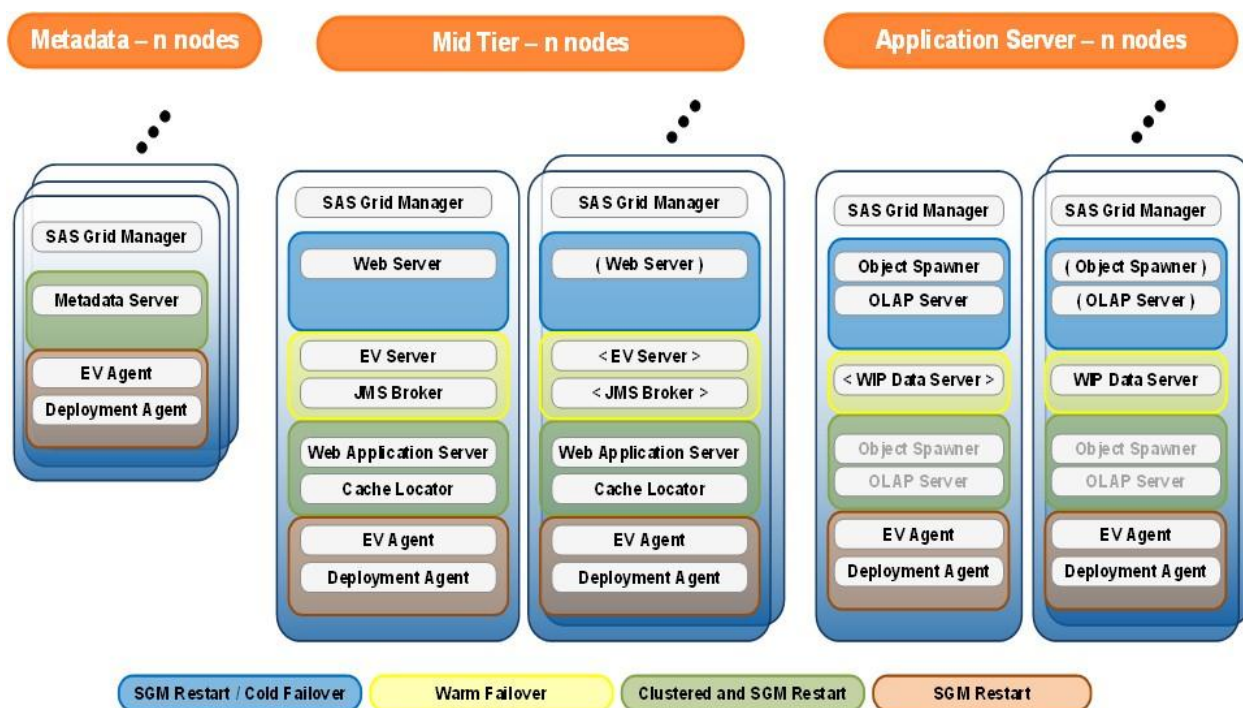 Metadata – n nodes
Mid Tier – n nodes
Application Server – n nodes
SAS Grid Manager
Metadata Server
EV Agent
Deployment Agent
SAS Grid Manager
Web Server
EV Server
JMS Broker
Web Application Server
Cache Locator
EV Agent
Deployment Agent
SAS Grid Manager
( Web Server )
< EV Server >
< JMS Broker >
Web Application Server
Cache Locator
EV Agent
Deployment Agent
SAS Grid Manager
Object Spawner
OLAP Server
< WIP Data Server >
Object Spawner
OLAP Server
EV Agent
Deployment Agent
SAS Grid Manager
( Object Spawner )
( OLAP Server )
WIP Data Server
Object Spawner
OLAP Server
EV Agent
Deployment Agent
SGM Restart / Cold Failover
Warm Failover
Clustered and SGM Restart
SGM Restart